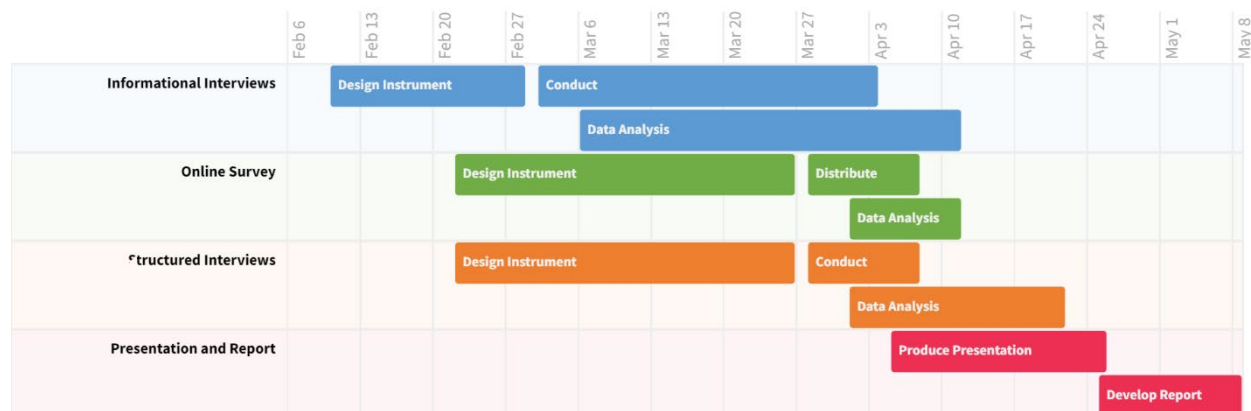 Feb 6
Feb 13
Feb 20
Feb 27
Mar 6
Mar 13
Mar 20
Mar 27
Apr 3
Apr 10
Apr 17
Apr 24
May 1
May 8
Informational Interviews
Design Instrument
Conduct
Data Analysis
Online Survey
Design Instrument
Distribute
Data Analysis
Structured Interviews
Design Instrument
Conduct
Data Analysis
Presentation and Report
Produce Presentation
Develop Report